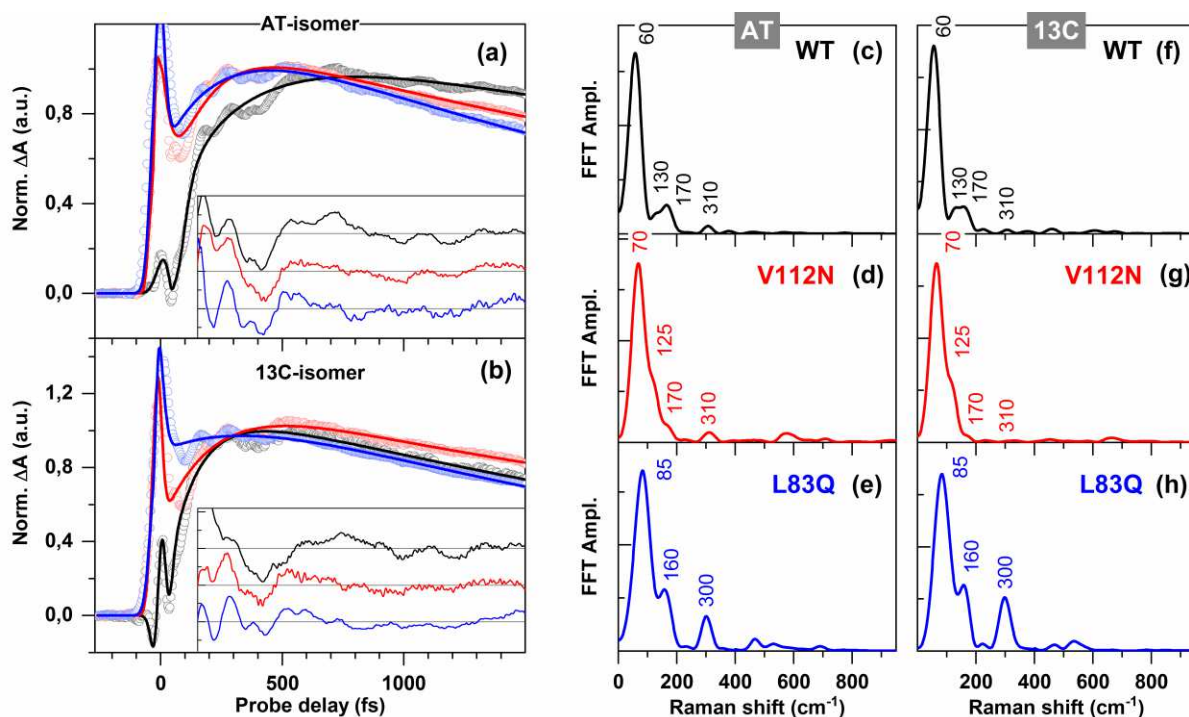 AT-isomer
(a)
Norm. ΔA (a.u.)
0,8
0,4
0,0
13C-isomer
(b)
Norm. ΔA (a.u.)
1,2
0,8
0,4
0,0
0
500
1000
Probe delay (fs)
AT
WT (c)
FFT Ampl.
60
130
170
310
V112N (d)
FFT Ampl.
70
125
170
310
L83Q (e)
FFT Ampl.
85
160
300
0 200 400 600 800
Raman shift (cm⁻¹)
13C
WT (f)
60
130
170
310
V112N (g)
70
125
170
310
L83Q (h)
85
160
300
200 400 600 800
Raman shift (cm⁻¹)